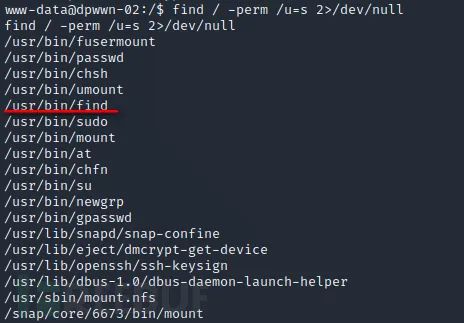 www-data@dpwwn-02:/$ find / -perm /u=s 2>/dev/null
find / -perm /u=s 2>/dev/null
/usr/bin/fusermount
/usr/bin/passwd
/usr/bin/chsh
/usr/bin/umount
/usr/bin/find
/usr/bin/sudo
/usr/bin/mount
/usr/bin/at
/usr/bin/chfn
/usr/bin/su
/usr/bin/newgrp
/usr/bin/gpasswd
/usr/lib/snapd/snap-confine
/usr/lib/eject/dmcrypt-get-device
/usr/lib/openssh/ssh-keysign
/usr/lib/dbus-1.0/dbus-daemon-launch-helper
/usr/sbin/mount.nfs
/snap/core/6673/bin/mount